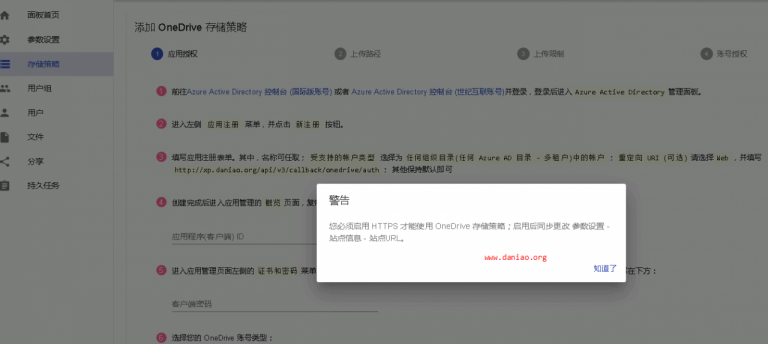 面板首页
参数设置
存储策略
用户组
用户
文件
分享
持久任务
添加 OneDrive 存储策略
1 应用授权
2 上传路径
3 上传限制
4 账号授权
1 前往Azure Active Directory 控制台 (国际版账号) 或者 Azure Active Directory 控制台 (世纪互联账号)并登录，登录后进入 Azure Active Directory 管理面板。
2 进入左侧 应用注册 菜单，并点击 新注册 按钮。
3 填写应用注册表单。其中，名称可任取；受支持的帐户类型 选择为 任何组织目录(任何 Azure AD 目录 - 多租户)中的帐户；重定向 URI (可选) 请选择 Web，并填写
http://xp.daniao.org/api/v3/callback/onedrive/auth；其他保持默认即可
4 创建完成后进入应用管理的 概览 页面，复
应用程序(客户端) ID
5 进入应用管理页面左侧的 证书和密码 菜单
在下方：
客户端密码
6 选择您的 OneDrive 账号类型：
警告
您必须启用 HTTPS 才能使用 OneDrive 存储策略；启用后同步更改 参数设置 -
站点信息 - 站点URL。
www.daniao.org
知道了